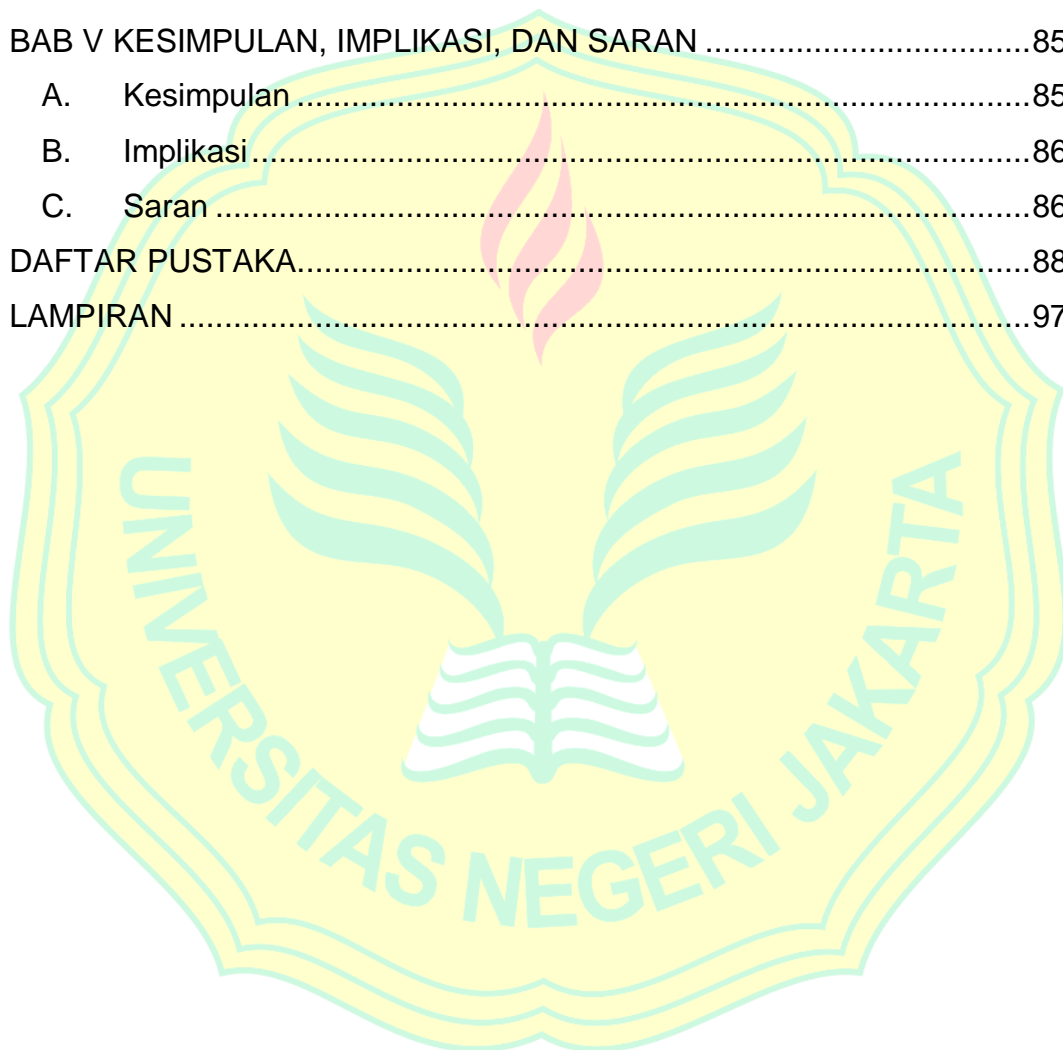 BAB V KESIMPULAN, IMPLIKASI, DAN SARAN ....................................85
A. Kesimpulan ....................................................................................85
B. Implikasi .........................................................................................86
C. Saran .............................................................................................86
DAFTAR PUSTAKA.................................................................................88
LAMPIRAN ..............................................................................................97
UNIVERSITAS NEGERI JAKARTA